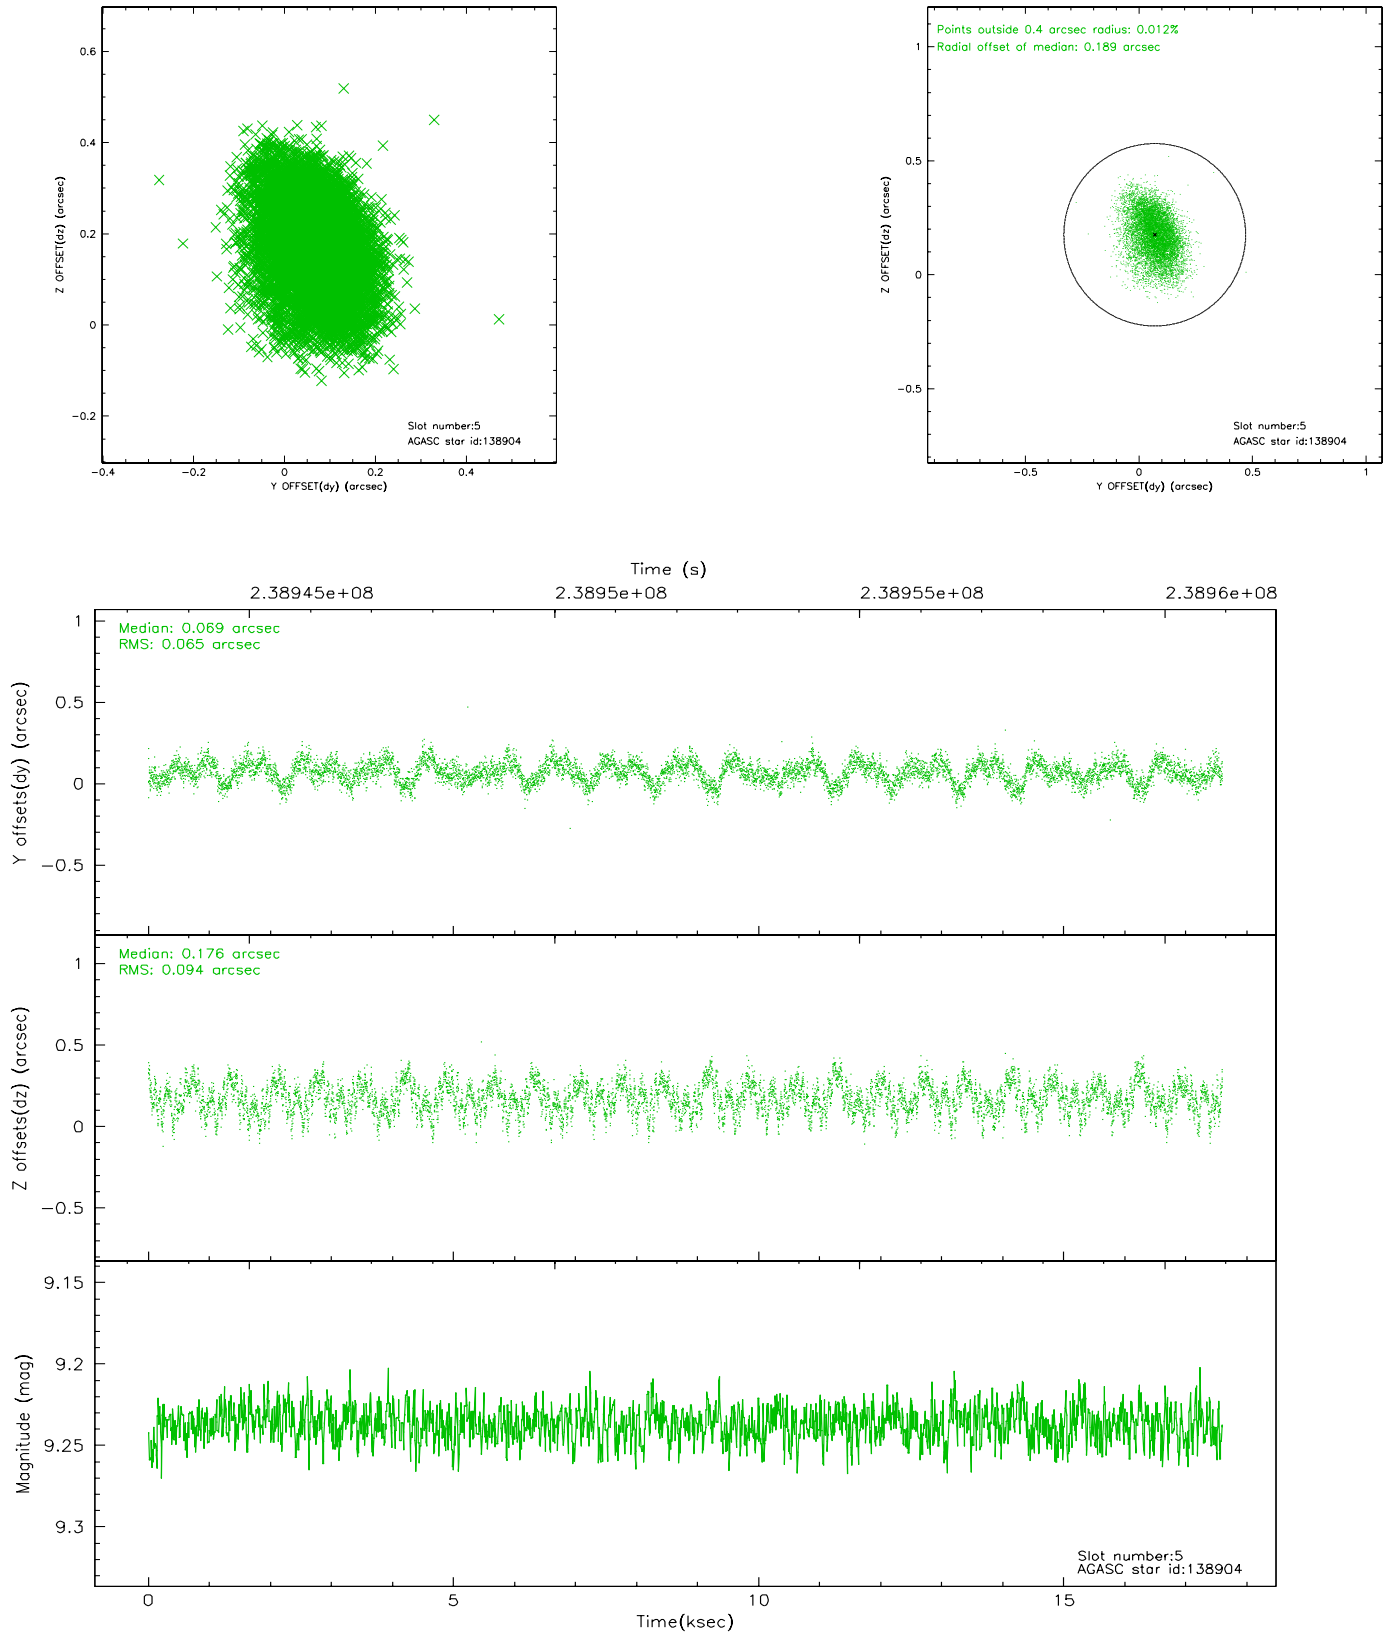 0.6
0.4
0.2
0
−0.2
−0.4
−0.2
0
0.2
0.4
Z OFFSET(dz) (arcsec)
Y OFFSET(dy) (arcsec)
Slot number:5
AGASC star id:138904
Points outside 0.4 arcsec radius: 0.012%
Radial offset of median: 0.189 arcsec
1
0.5
0
−0.5
−0.5
0
0.5
1
Z OFFSET(dz) (arcsec)
Y OFFSET(dy) (arcsec)
Slot number:5
AGASC star id:138904
Time (s)
2.38945e+08
2.3895e+08
2.38955e+08
2.3896e+08
Median: 0.069 arcsec
RMS: 0.065 arcsec
1
0.5
0
−0.5
Y offsets(dy) (arcsec)
Median: 0.176 arcsec
RMS: 0.094 arcsec
1
0.5
0
−0.5
Z offsets(dz) (arcsec)
9.15
9.2
9.25
9.3
Magnitude (mag)
Slot number:5
AGASC star id:138904
0
5
10
15
Time(ksec)